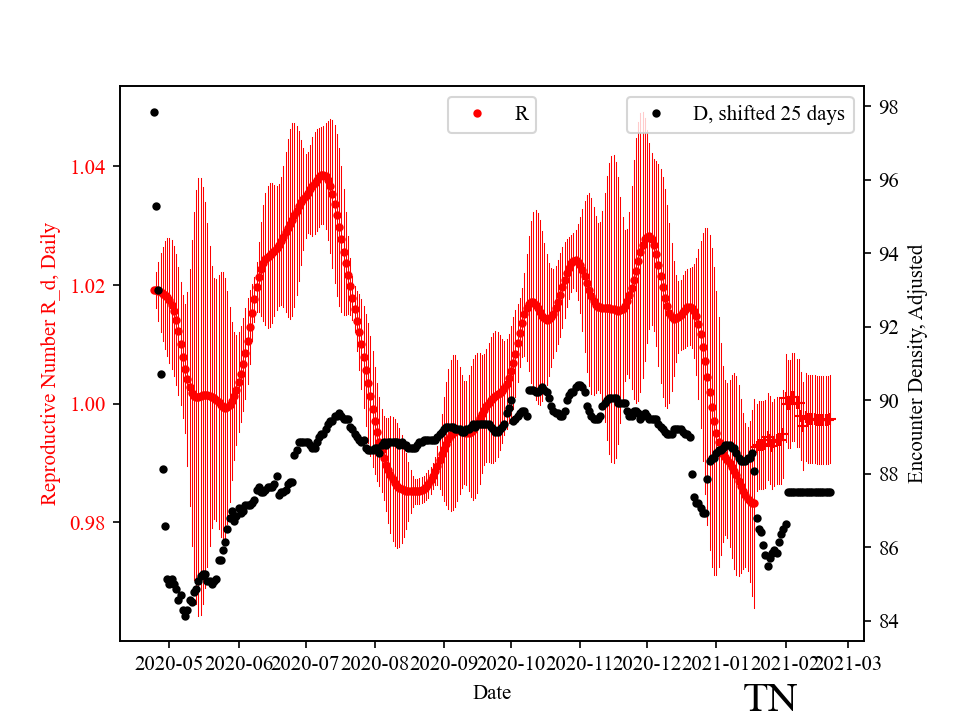 R
D, shifted 25 days
Reproductive Number R_d, Daily
1.04
1.02
1.00
0.98
98
96
94
92
90
88
86
84
Encounter Density, Adjusted
2020-05 2020-06 2020-07 2020-08 2020-09 2020-10 2020-11 2020-12 2021-01 2021-02 2021-03
Date
TN